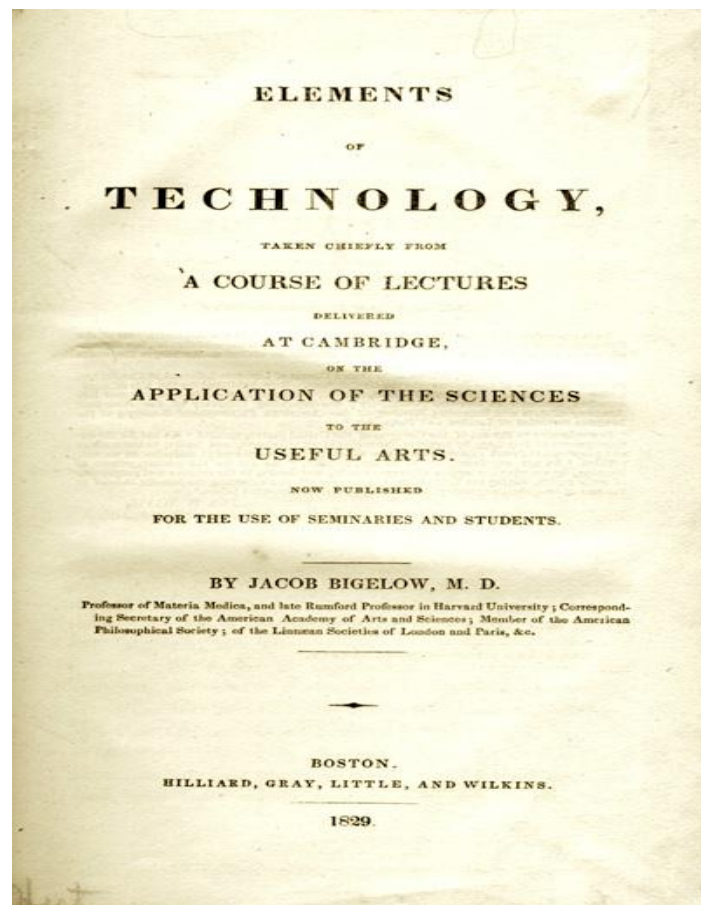 ELEMENTS
OF
TECHNOLOGY,
TAKEN CHIEFLY FROM
A COURSE OF LECTURES
DELIVERED
AT CAMBRIDGE,
ON THE
APPLICATION OF THE SCIENCES
TO THE
USEFUL ARTS.
NOW PUBLISHED
FOR THE USE OF SEMINARIES AND STUDENTS.
BY JACOB BIGELOW, M. D.
Professor of Materia Medica, and late Rumford Professor in Harvard University; Correspond-
ing Secretary of the American Academy of Arts and Sciences; Member of the American
Philosophical Society; of the Linnæan Societies of London and Paris, &c.
BOSTON.
HILLIARD, GRAY, LITTLE, AND WILKINS.
1829.